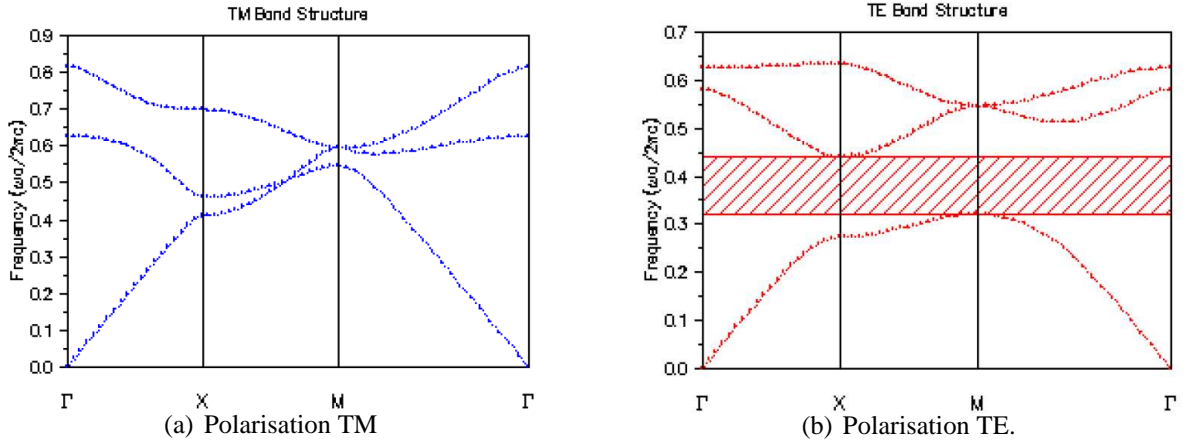 TM Band Structure
0.9
0.8
0.7
0.6
0.5
0.4
0.3
0.2
0.1
0.0
Frequency (ωa/2πc)
Γ X M Γ
(a) Polarisation TM
TE Band Structure
0.7
0.6
0.5
0.4
0.3
0.2
0.1
0.0
Frequency (ωa/2πc)
Γ X M Γ
(b) Polarisation TE.